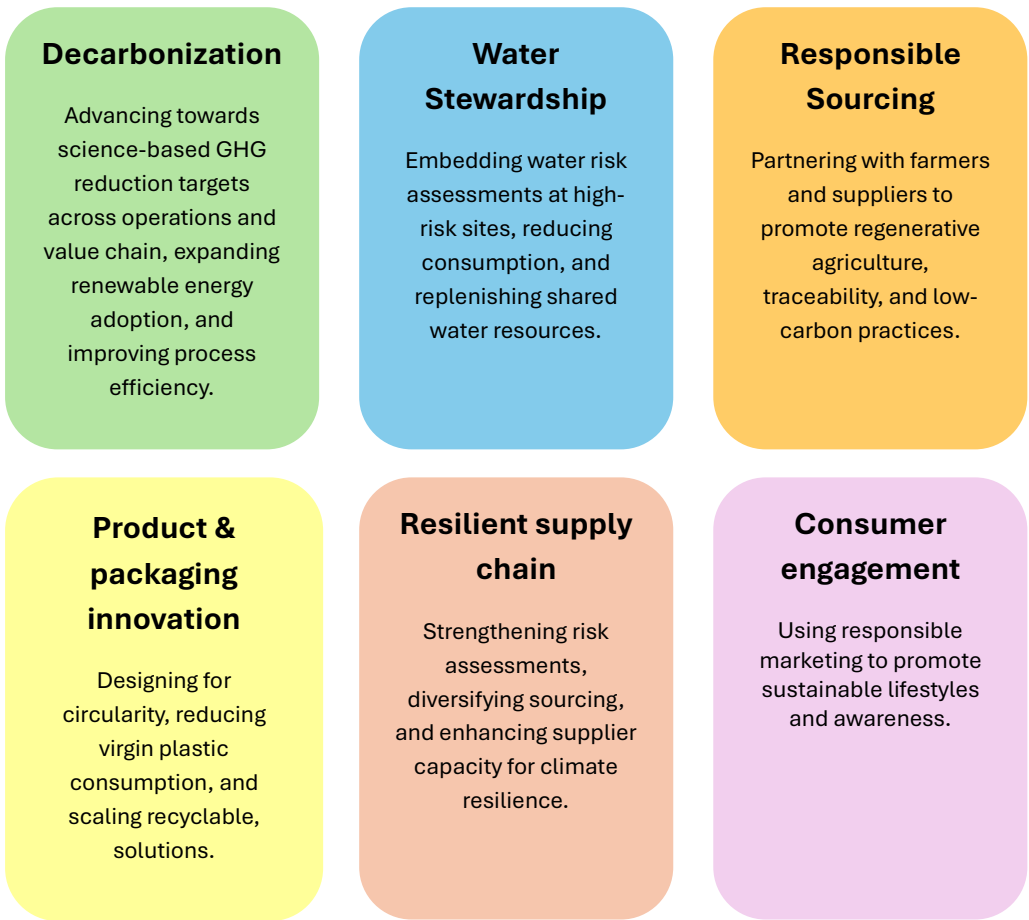 Decarbonization
Advancing towards
science-based GHG
reduction targets
across operations and
value chain, expanding
renewable energy
adoption, and
improving process
efficiency.
Water
Stewardship
Embedding water risk
assessments at high-
risk sites, reducing
consumption, and
replenishing shared
water resources.
Responsible
Sourcing
Partnering with farmers
and suppliers to
promote regenerative
agriculture,
traceability, and low-
carbon practices.
Product &
packaging
innovation
Designing for
circularity, reducing
virgin plastic
consumption, and
scaling recyclable,
solutions.
Resilient supply
chain
Strengthening risk
assessments,
diversifying sourcing,
and enhancing supplier
capacity for climate
resilience.
Consumer
engagement
Using responsible
marketing to promote
sustainable lifestyles
and awareness.